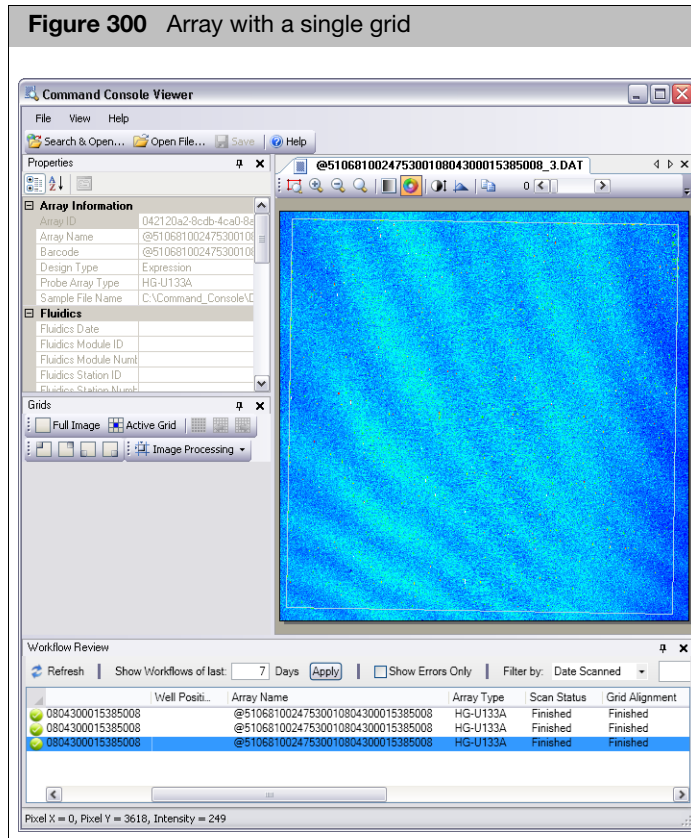 Figure 300 Array with a single grid
Command Console Viewer
File View Help
Search & Open... Open File... Save Help
Properties
@51068100247530010804300015385008_3.DAT
0
Array Information
Array ID 042120a2-8cdb-4ca0-8a
Array Name @510681002475300108
Barcode @510681002475300108
Design Type Expression
Probe Array Type HG-U133A
Sample File Name C:\Command_Console\D
Fluidics
Fluidics Date
Fluidics Module ID
Fluidics Module Numb
Fluidics Station ID
Fluidics Station Numb
Grids
Full Image Active Grid
Image Processing
Workflow Review
Refresh Show Workflows of last: 7 Days Apply Show Errors Only Filter by: Date Scanned
Well Positi... Array Name Array Type Scan Status Grid Alignment
0804300015385008 @51068100247530010804300015385008 HG-U133A Finished Finished
0804300015385008 @51068100247530010804300015385008 HG-U133A Finished Finished
0804300015385008 @51068100247530010804300015385008 HG-U133A Finished Finished
Pixel X = 0, Pixel Y = 3618, Intensity = 249